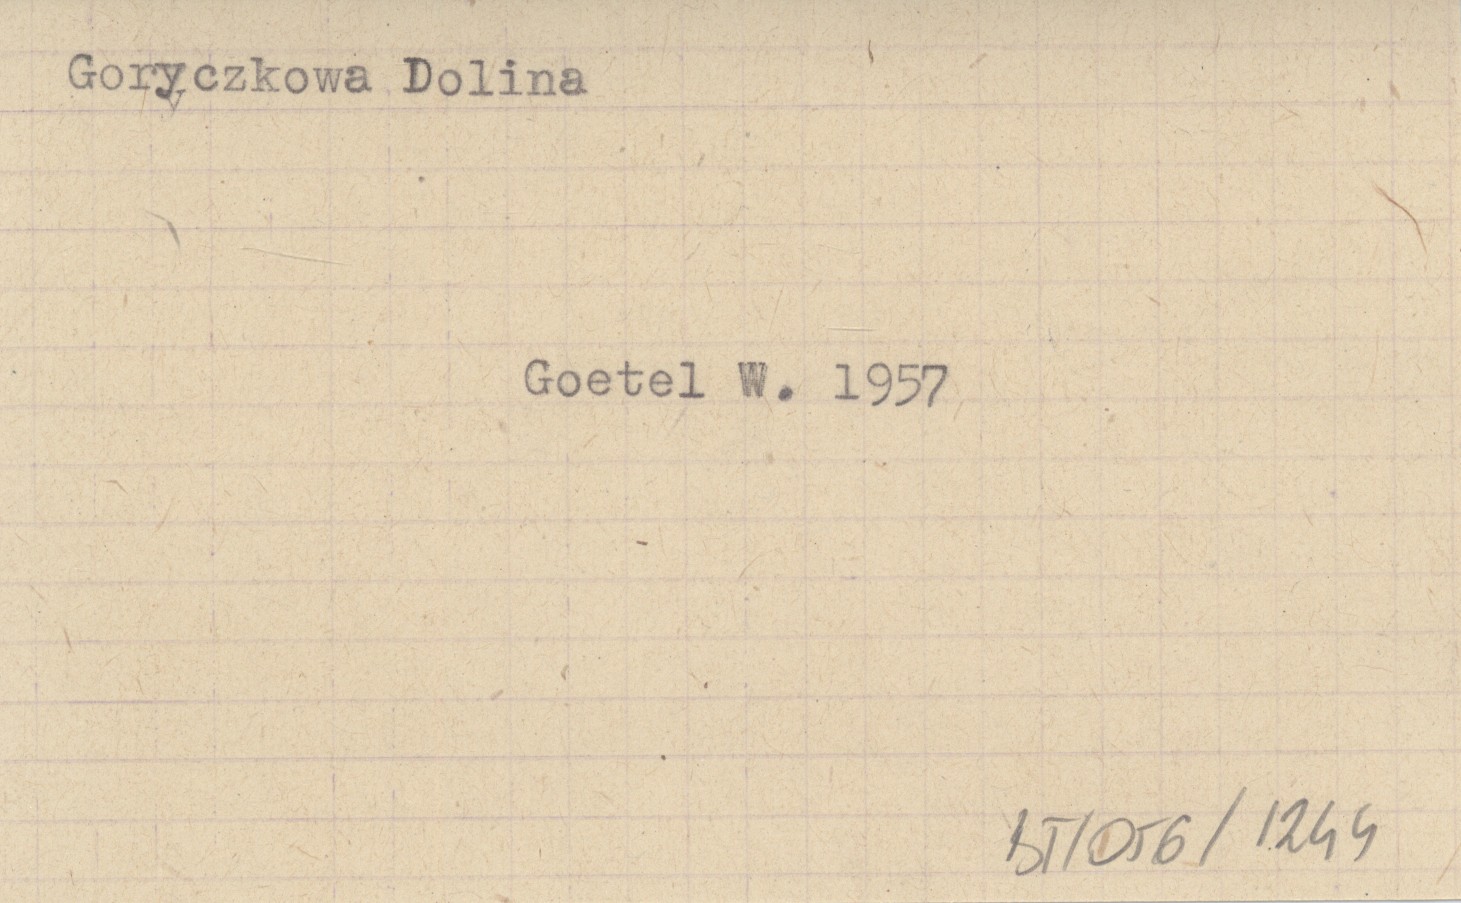 Goryczkowa Dolina
Goetel W. 1957
BT/056/1244